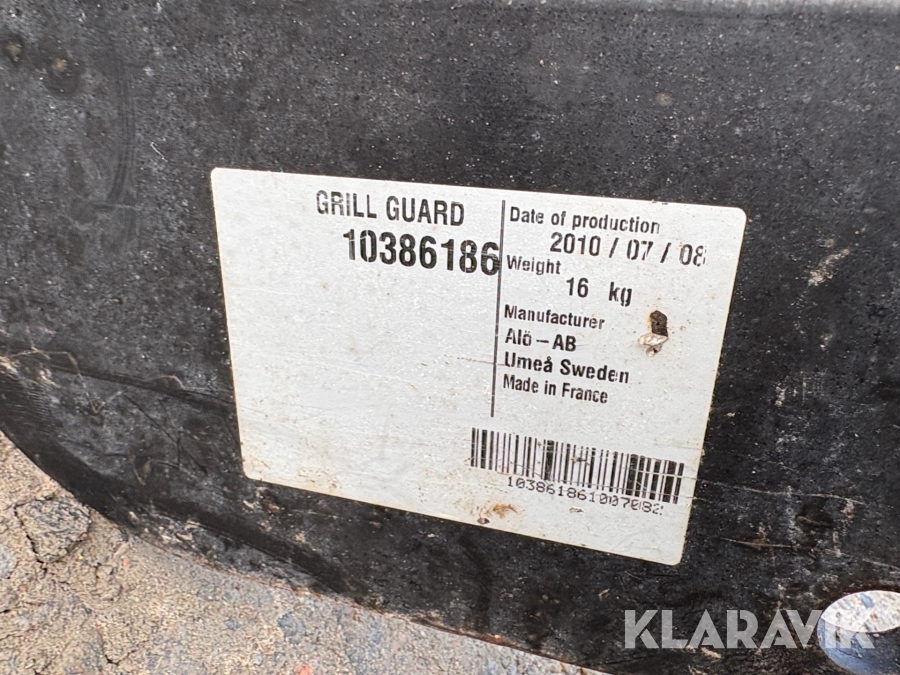 GRILL GUARD
10386186
Date of production
2010 / 07 / 08
Weight
16 kg
Manufacturer
Alö - AB
Umeå Sweden
Made in France
103861861007082
KLARAVIK